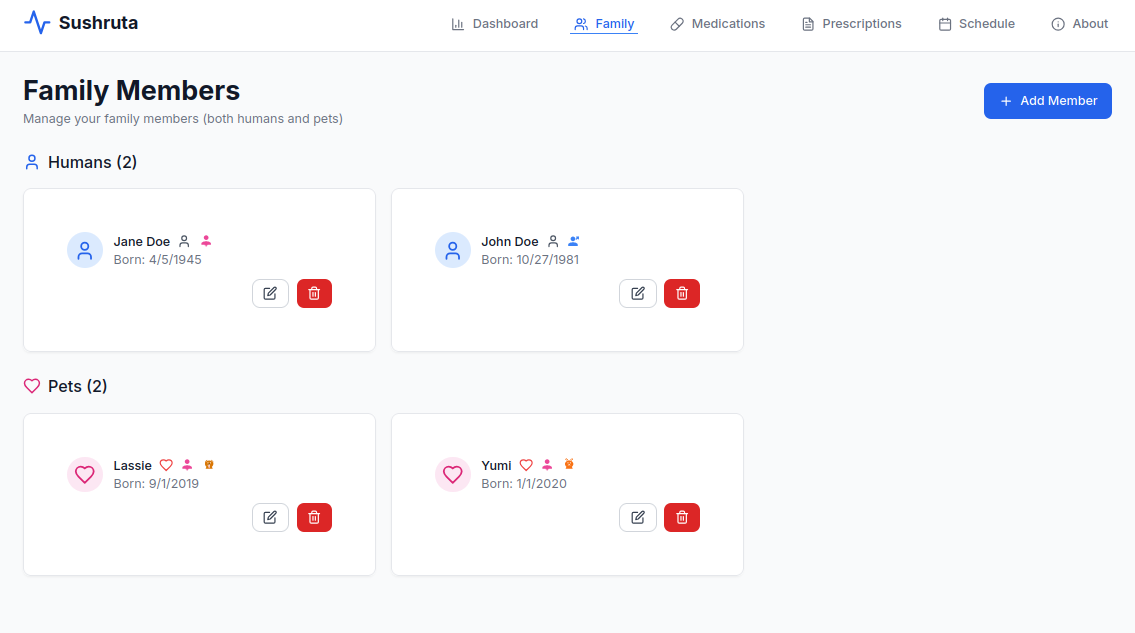 Sushruta
Dashboard
Family
Medications
Prescriptions
Schedule
About
Family Members
Manage your family members (both humans and pets)
Add Member
Humans (2)
Jane Doe
Born: 4/5/1945
John Doe
Born: 10/27/1981
Pets (2)
Lassie
Born: 9/1/2019
Yumi
Born: 1/1/2020